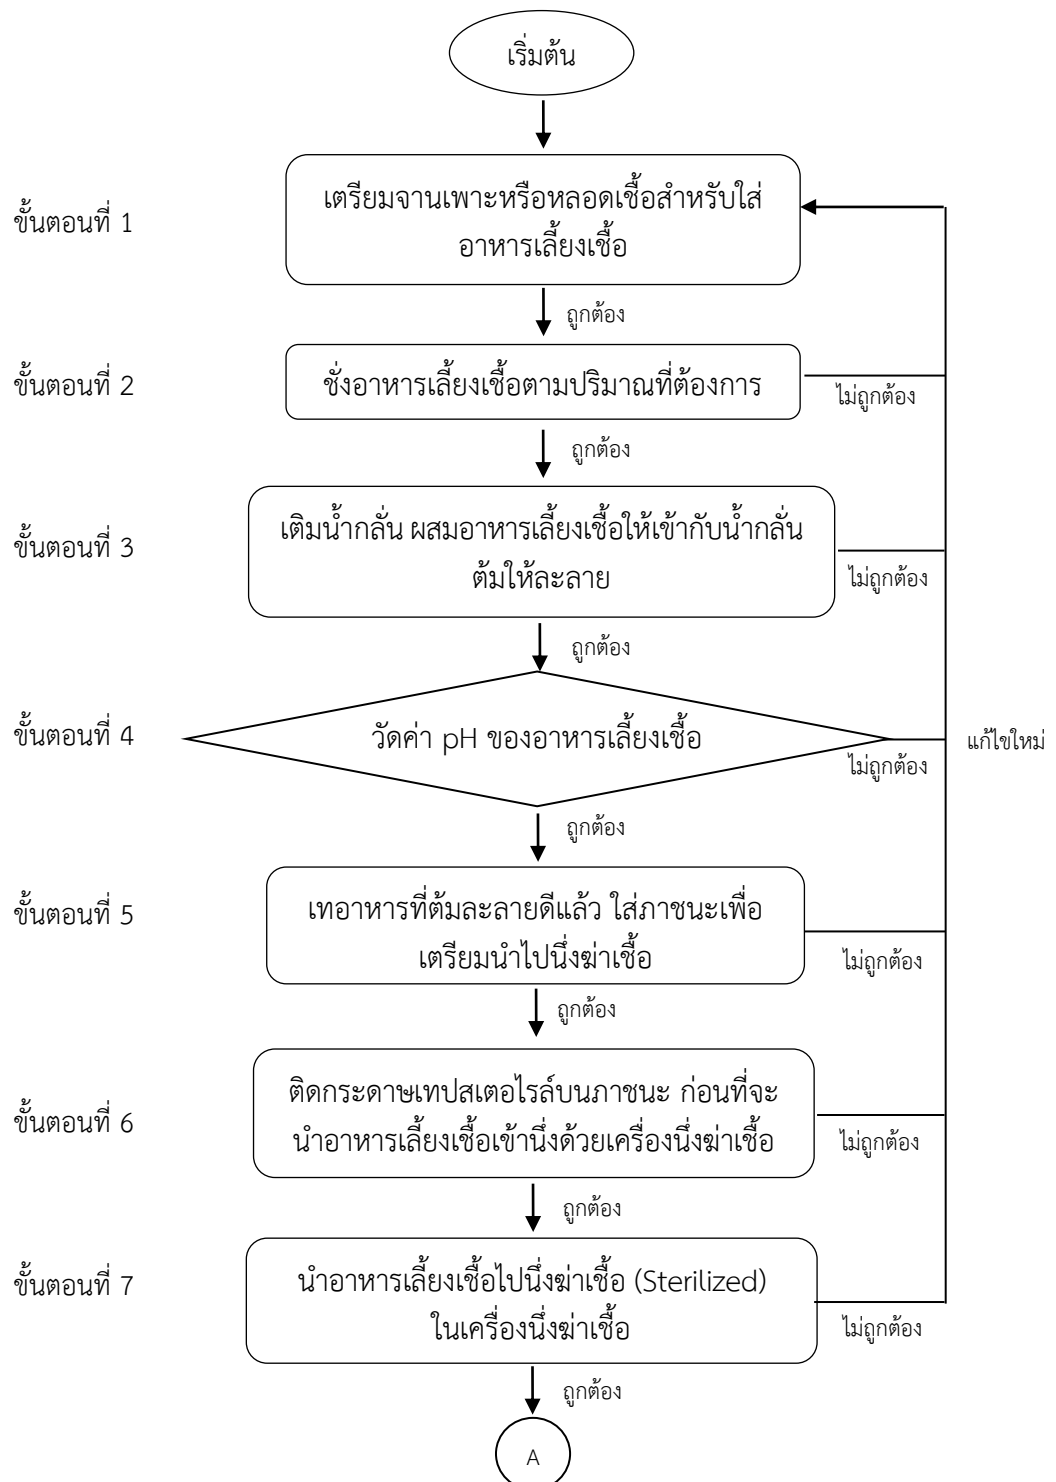 เริ่มต้น
ขั้นตอนที่ 1
เตรียมจานเพาะหรือหลอดเชื้อสำหรับใส่
อาหารเลี้ยงเชื้อ
ถูกต้อง
ขั้นตอนที่ 2
ชั่งอาหารเลี้ยงเชื้อตามปริมาณที่ต้องการ
ไม่ถูกต้อง
ถูกต้อง
ขั้นตอนที่ 3
เติมน้ำกลั่น ผสมอาหารเลี้ยงเชื้อให้เข้ากับน้ำกลั่น
ต้มให้ละลาย
ไม่ถูกต้อง
ถูกต้อง
ขั้นตอนที่ 4
วัดค่า pH ของอาหารเลี้ยงเชื้อ
ไม่ถูกต้อง
แก้ไขใหม่
ถูกต้อง
ขั้นตอนที่ 5
เทอาหารที่ต้มละลายดีแล้ว ใส่ภาชนะเพื่อ
เตรียมนำไปนึ่งฆ่าเชื้อ
ไม่ถูกต้อง
ถูกต้อง
ขั้นตอนที่ 6
ติดกระดาษเทปสเตอไรล์บนภาชนะ ก่อนที่จะ
นำอาหารเลี้ยงเชื้อเข้านึ่งด้วยเครื่องนึ่งฆ่าเชื้อ
ไม่ถูกต้อง
ถูกต้อง
ขั้นตอนที่ 7
นำอาหารเลี้ยงเชื้อไปนึ่งฆ่าเชื้อ (Sterilized)
ในเครื่องนึ่งฆ่าเชื้อ
ไม่ถูกต้อง
ถูกต้อง
A